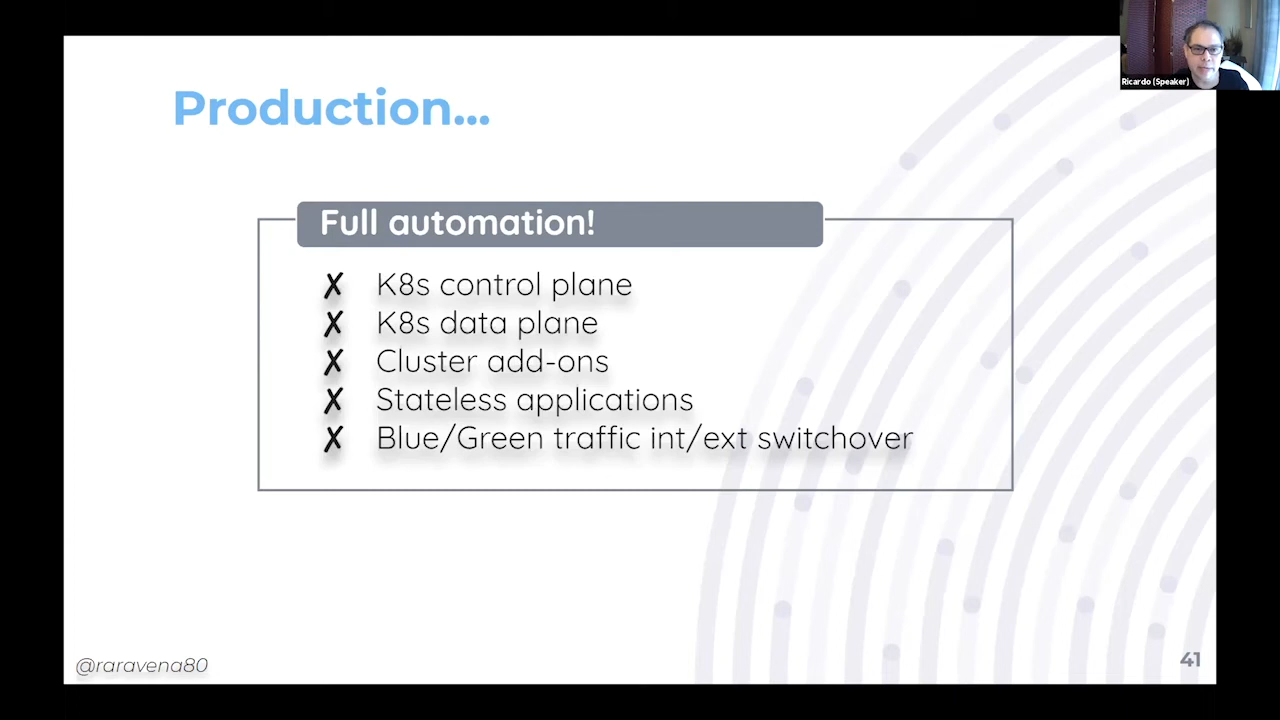 Ricardo (Speaker)
Production...
Full automation!
✗ K8s control plane
✗ K8s data plane
✗ Cluster add-ons
✗ Stateless applications
✗ Blue/Green traffic int/ext switchover
@raravena80
41